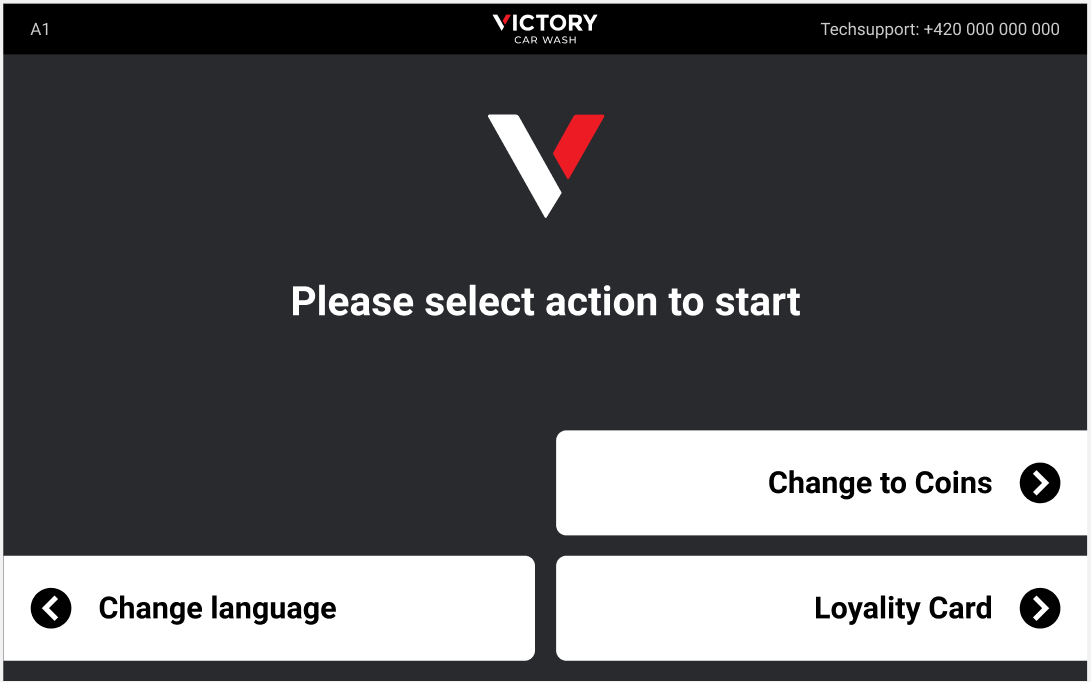 A1
VICTORY
CAR WASH
Techsupport: +420 000 000 000
Please select action to start
Change to Coins
Change language
Loyality Card